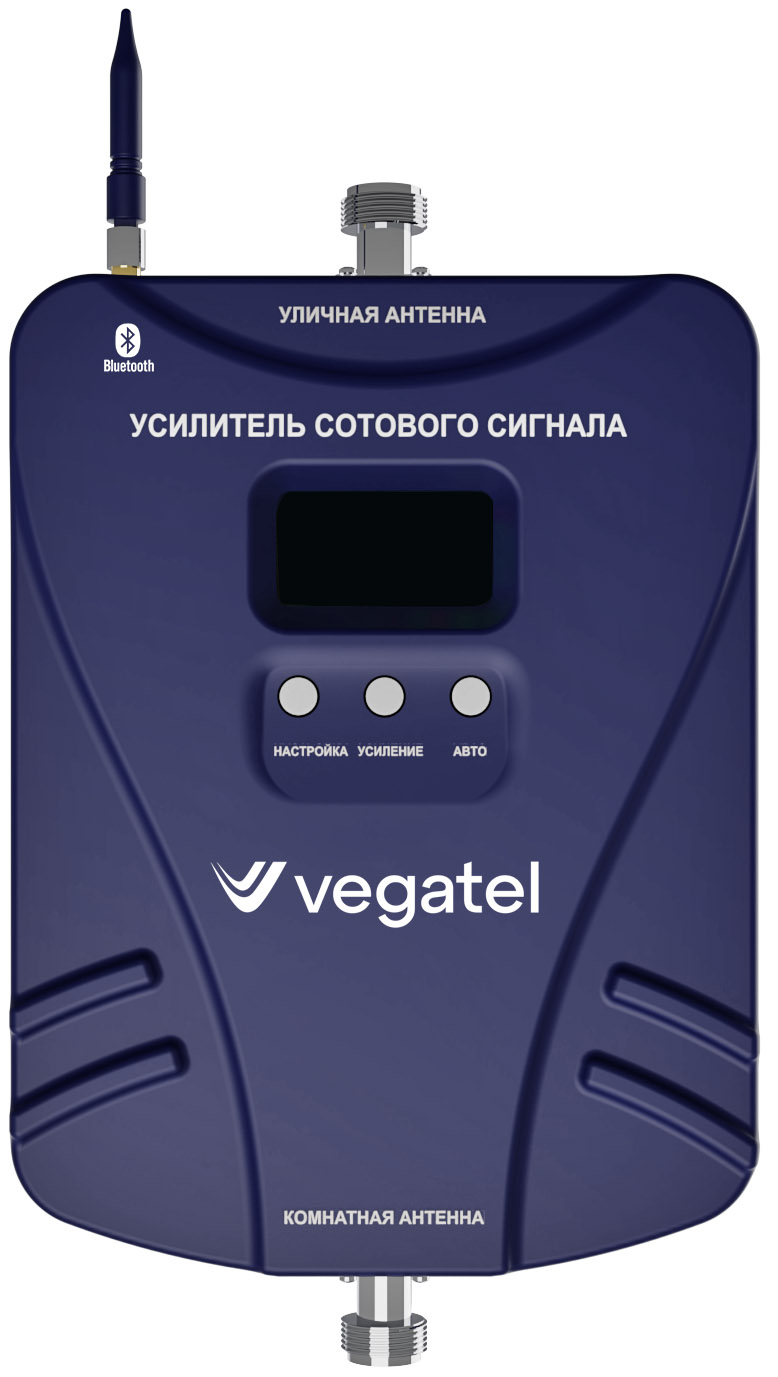 УЛИЧНАЯ АНТЕННА
Bluetooth
УСИЛИТЕЛЬ СОТОВОГО СИГНАЛА
НАСТРОЙКА УСИЛЕНИЕ АВТО
vegatel
КОМНАТНАЯ АНТЕННА